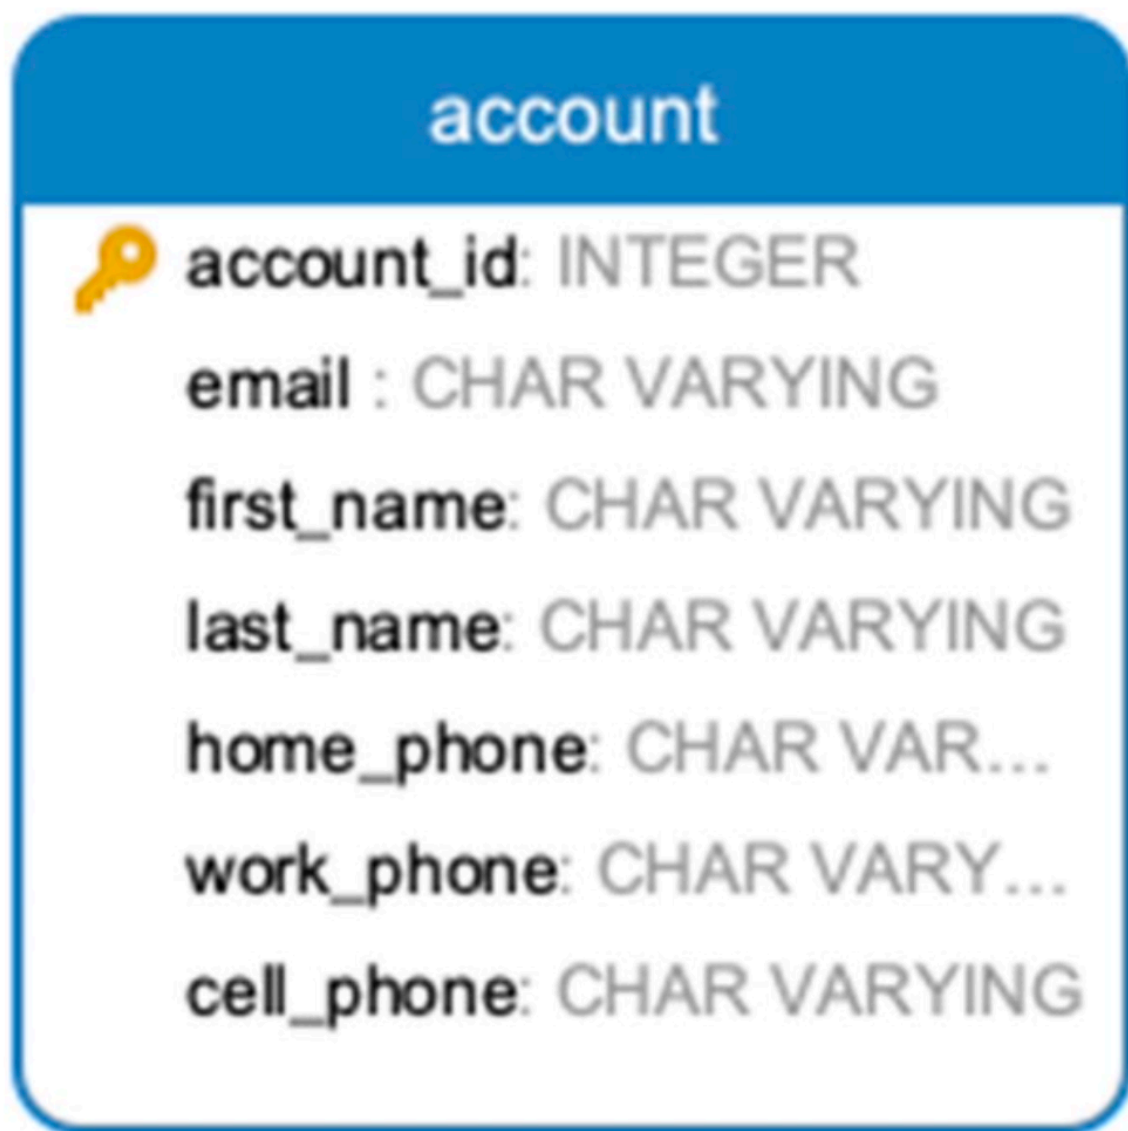 account
account_id: INTEGER
email : CHAR VARYING
first_name: CHAR VARYING
last_name: CHAR VARYING
home_phone: CHAR VAR...
work_phone: CHAR VARY...
cell_phone: CHAR VARYING